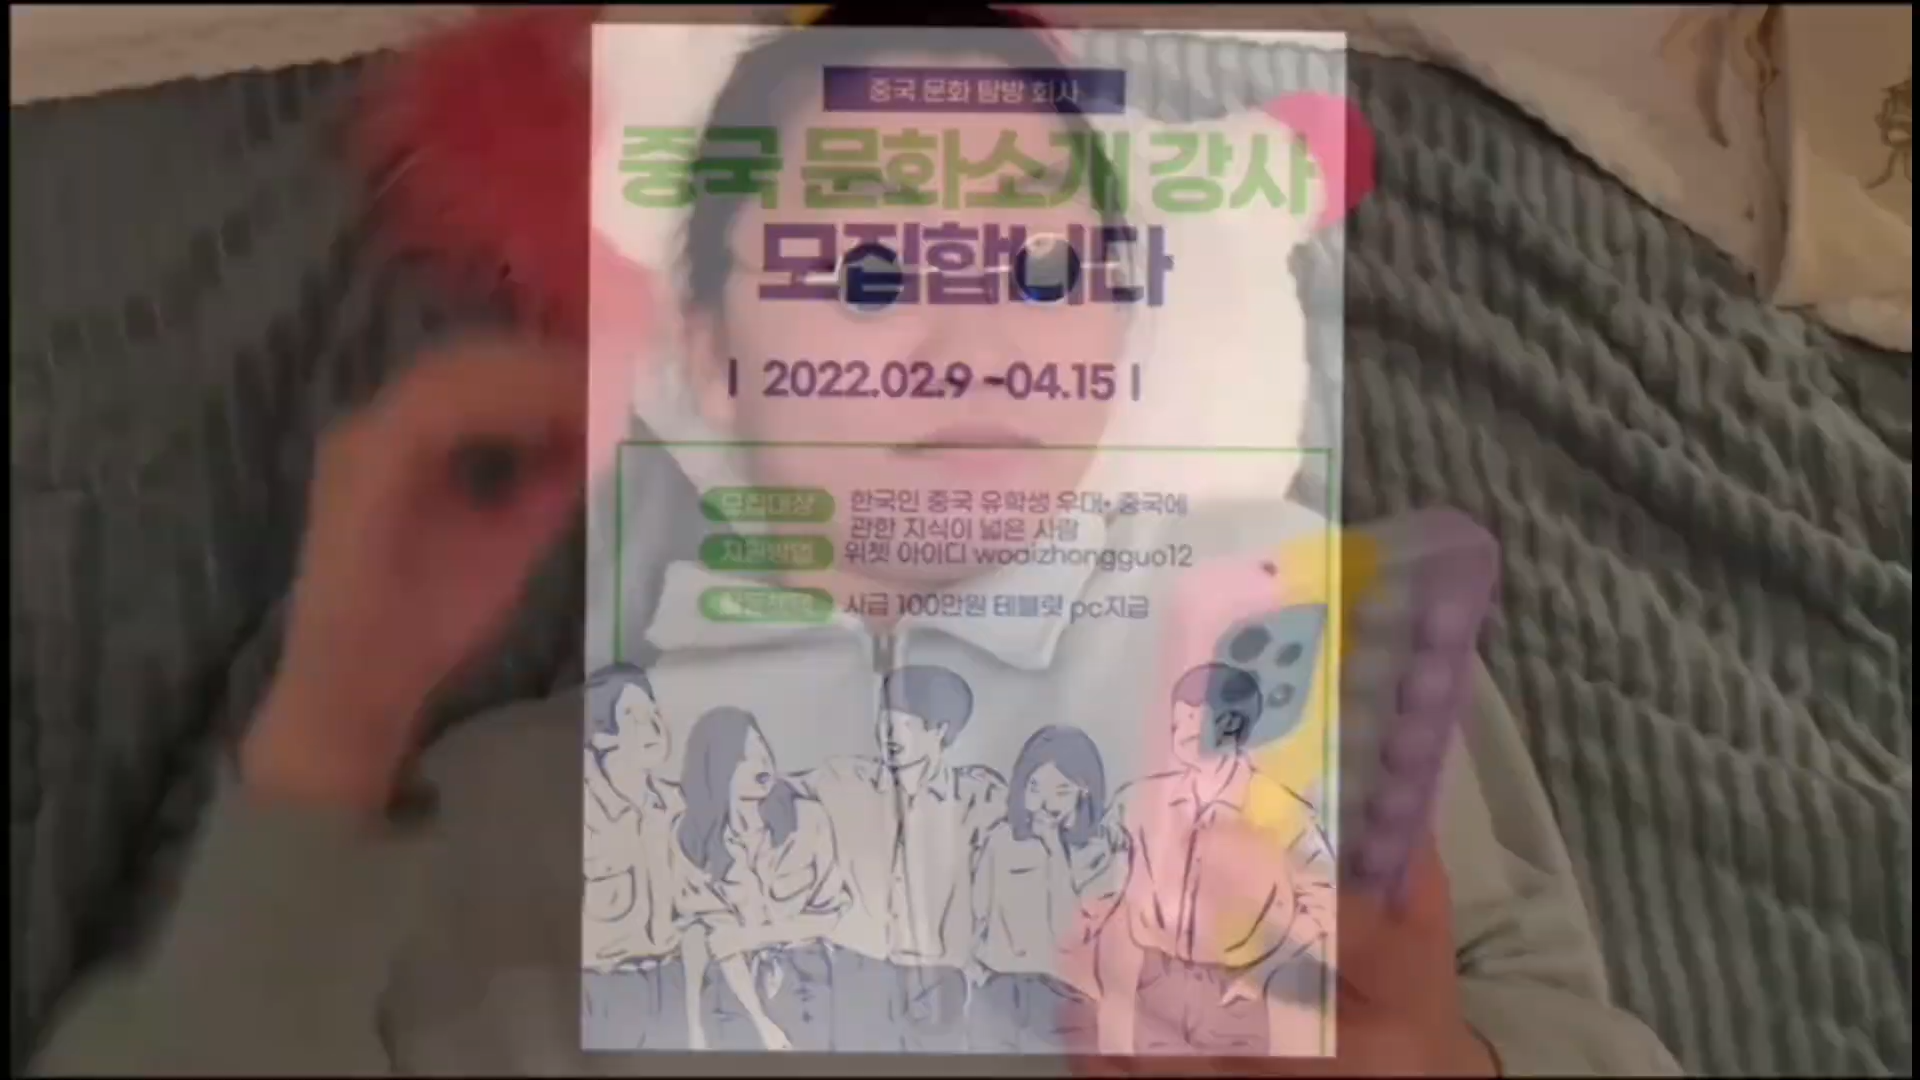 중국 문화 탐방 회사
중국 문화소개 강사
모집합니다
2022.02.9 -04.15
모집대상 한국인 중국 유학생 우대+ 중국에
관한 지식이 넓은 사람
지원방법 위쳇 아이디 woaizhongguo12
시급 100만원 테블릿 pc지급